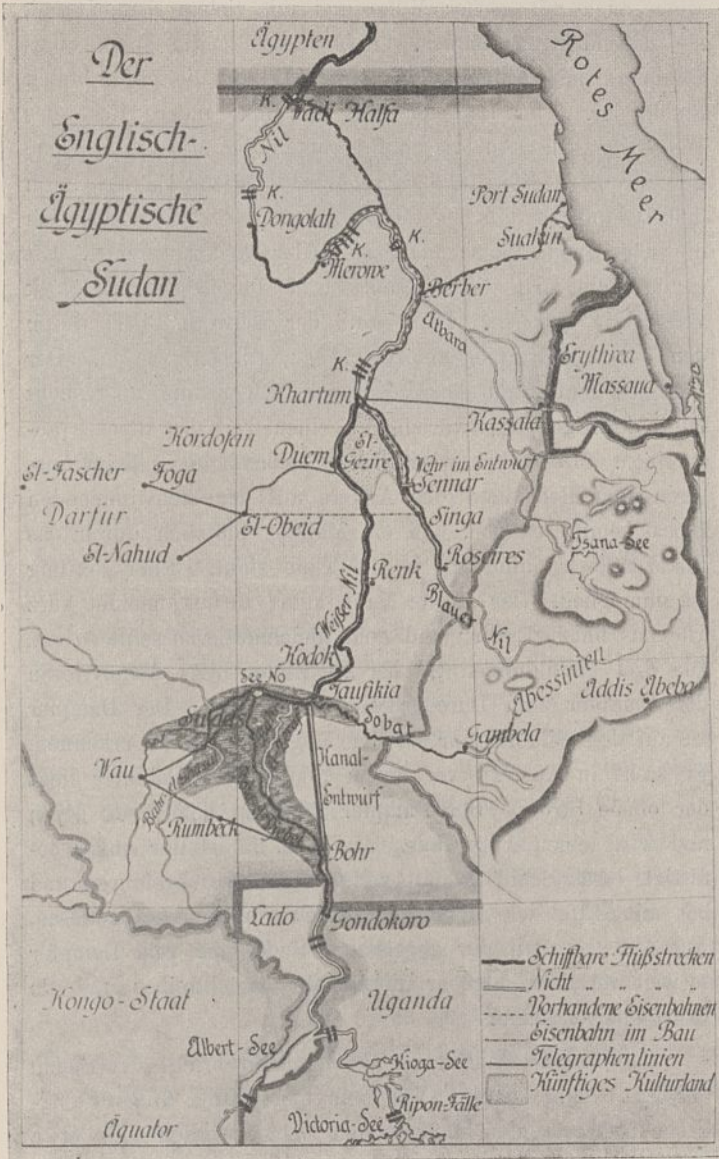 Der
Englisch-
Ägyptische
Sudan
Ägypten
Rotes Meer
K.
Wadi Halfa
Nil
K.
Dongolah
K.
K.
Merowe
Port Sudan
Suakin
Berber
Atbara
K.
Erythrea
Massaua
Khartum
Kassala
Kordofan
Duem
El-Gezire
Wehr im Entwurf
Sennar
El-Fascher
Foga
Darfur
El-Obeid
Singa
Tsana-See
El-Nahud
Renk
Roseires
Weißer Nil
Blauer Nil
Kodok
Abessinien
See No
Taufikia
Addis Abeba
Sobat
Gambela
Wau
Kanal-
Entwurf
Rumbeck
Bohr
Lado
Gondokoro
Kongo-Staat
Uganda
Albert-See
Kioga-See
Ripon-Fälle
Victoria-See
Äquator
Schiffbare Flußstrecken
Nicht " " "
Vorhandene Eisenbahnen
Eisenbahn im Bau
Telegraphenlinien
Künftiges Kulturland